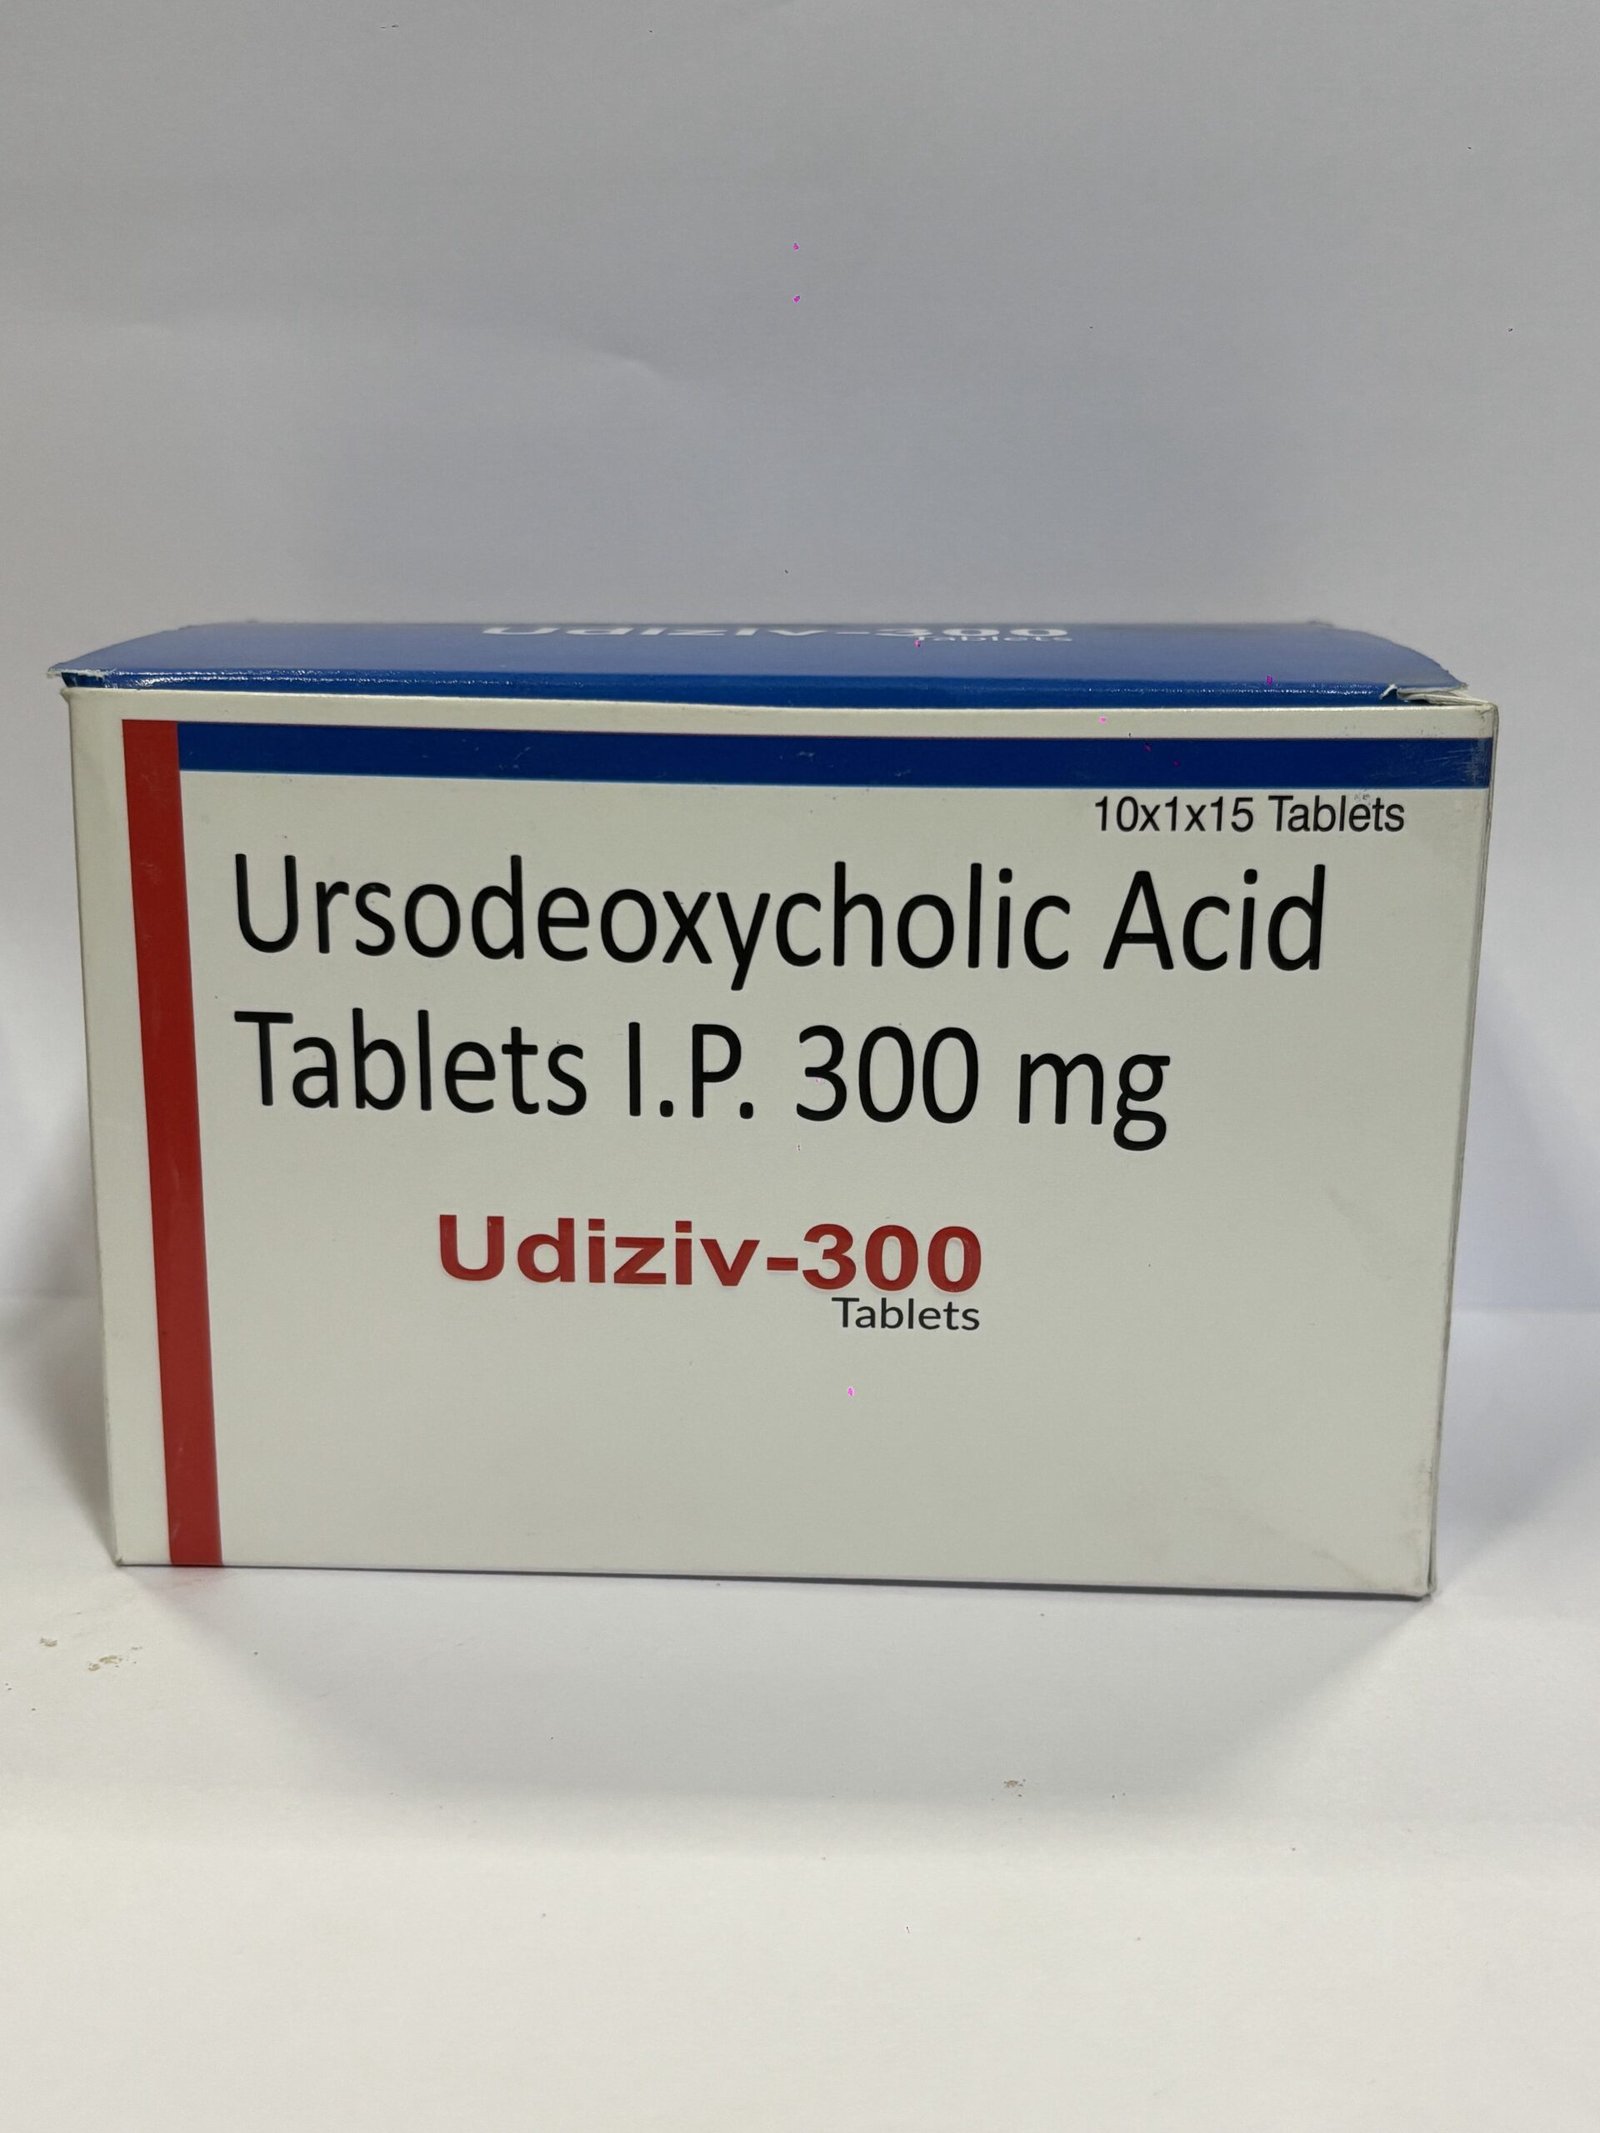 Udiziv-300
Tablets
10x1x15 Tablets
Ursodeoxycholic Acid
Tablets I.P. 300 mg
Udiziv-300
Tablets